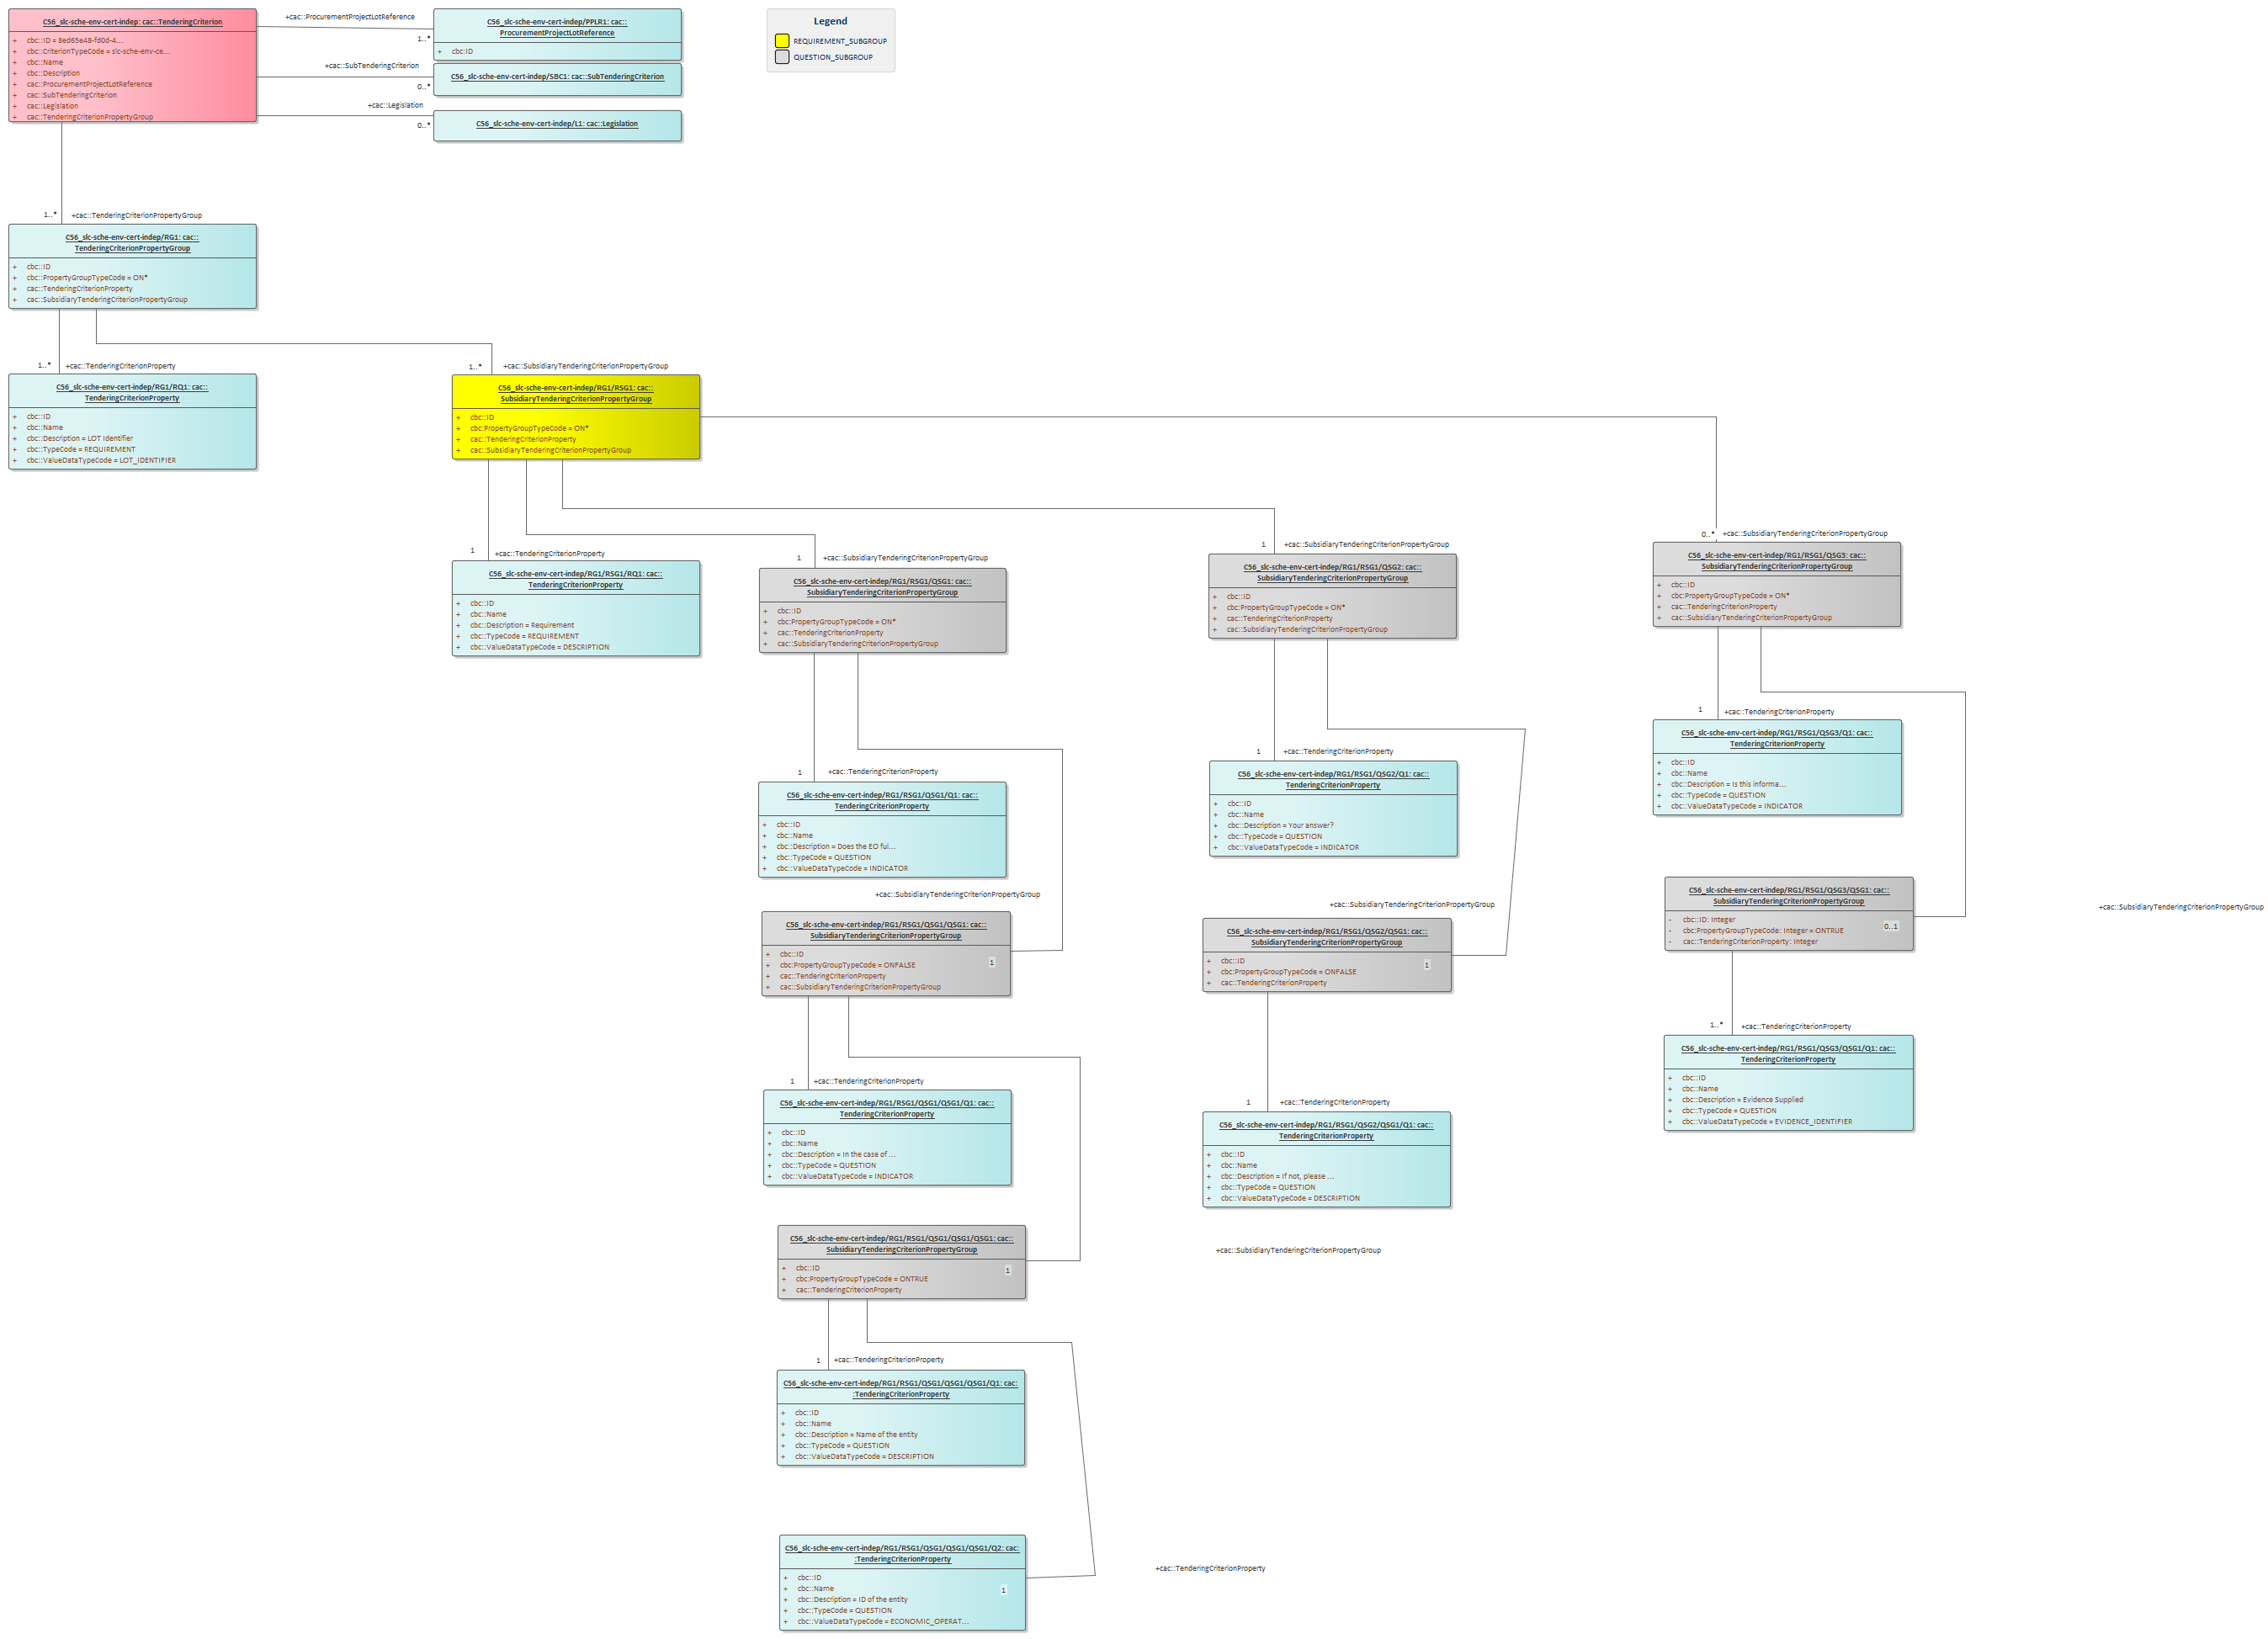 C56_slc-sche-env-cert-indep: cac::TenderingCriterion
+ cbc::ID = 8ed65e48-fd0d-4...
+ cbc::CriterionTypeCode = slc-sche-env-ce...
+ cbc::Name
+ cbc::Description
+ cac::ProcurementProjectLotReference
+ cac::SubTenderingCriterion
+ cac::Legislation
+ cac::TenderingCriterionPropertyGroup
+cac::ProcurementProjectLotReference
1..*
C56_slc-sche-env-cert-indep/PPLR1: cac::
ProcurementProjectLotReference
+ cbc:ID
+cac::SubTenderingCriterion
0..*
C56_slc-sche-env-cert-indep/SBC1: cac::SubTenderingCriterion
+cac::Legislation
0..*
C56_slc-sche-env-cert-indep/L1: cac::Legislation
Legend
REQUIREMENT_SUBGROUP
QUESTION_SUBGROUP
1..* +cac::TenderingCriterionPropertyGroup
C56_slc-sche-env-cert-indep/RG1: cac::
TenderingCriterionPropertyGroup
+ cbc::ID
+ cbc::PropertyGroupTypeCode = ON*
+ cac::TenderingCriterionProperty
+ cac::SubsidiaryTenderingCriterionPropertyGroup
1..* +cac::TenderingCriterionProperty
C56_slc-sche-env-cert-indep/RG1/RQ1: cac::
TenderingCriterionProperty
+ cbc::ID
+ cbc::Name
+ cbc::Description = LOT Identifier
+ cbc::TypeCode = REQUIREMENT
+ cbc::ValueDataTypeCode = LOT_IDENTIFIER
1..* +cac::SubsidiaryTenderingCriterionPropertyGroup
C56_slc-sche-env-cert-indep/RG1/RSG1: cac::
SubsidiaryTenderingCriterionPropertyGroup
+ cbc::ID
+ cbc:PropertyGroupTypeCode = ON*
+ cac::TenderingCriterionProperty
+ cac::SubsidiaryTenderingCriterionPropertyGroup
1 +cac::TenderingCriterionProperty
C56_slc-sche-env-cert-indep/RG1/RSG1/RQ1: cac::
TenderingCriterionProperty
+ cbc::ID
+ cbc::Name
+ cbc::Description = Requirement
+ cbc::TypeCode = REQUIREMENT
+ cbc::ValueDataTypeCode = DESCRIPTION
1 +cac::SubsidiaryTenderingCriterionPropertyGroup
C56_slc-sche-env-cert-indep/RG1/RSG1/QSG1: cac::
SubsidiaryTenderingCriterionPropertyGroup
+ cbc::ID
+ cbc:PropertyGroupTypeCode = ON*
+ cac::TenderingCriterionProperty
+ cac::SubsidiaryTenderingCriterionPropertyGroup
1 +cac::TenderingCriterionProperty
C56_slc-sche-env-cert-indep/RG1/RSG1/QSG1/Q1: cac::
TenderingCriterionProperty
+ cbc::ID
+ cbc::Name
+ cbc::Description = Does the EO ful...
+ cbc::TypeCode = QUESTION
+ cbc::ValueDataTypeCode = INDICATOR
+cac::SubsidiaryTenderingCriterionPropertyGroup
C56_slc-sche-env-cert-indep/RG1/RSG1/QSG1/QSG1: cac::
SubsidiaryTenderingCriterionPropertyGroup
+ cbc::ID
+ cbc:PropertyGroupTypeCode = ONFALSE
+ cac::TenderingCriterionProperty
+ cac::SubsidiaryTenderingCriterionPropertyGroup
1
1 +cac::TenderingCriterionProperty
C56_slc-sche-env-cert-indep/RG1/RSG1/QSG1/QSG1/Q1: cac::
TenderingCriterionProperty
+ cbc::ID
+ cbc::Name
+ cbc::Description = In the case of ...
+ cbc::TypeCode = QUESTION
+ cbc::ValueDataTypeCode = INDICATOR
C56_slc-sche-env-cert-indep/RG1/RSG1/QSG1/QSG1/QSG1: cac::
SubsidiaryTenderingCriterionPropertyGroup
+ cbc::ID
+ cbc:PropertyGroupTypeCode = ONTRUE
+ cac::TenderingCriterionProperty
1
+cac::SubsidiaryTenderingCriterionPropertyGroup
1 +cac::TenderingCriterionProperty
C56_slc-sche-env-cert-indep/RG1/RSG1/QSG1/QSG1/QSG1/Q1: cac:
:TenderingCriterionProperty
+ cbc::ID
+ cbc::Name
+ cbc::Description = Name of the entity
+ cbc::TypeCode = QUESTION
+ cbc::ValueDataTypeCode = DESCRIPTION
C56_slc-sche-env-cert-indep/RG1/RSG1/QSG1/QSG1/QSG1/Q2: cac:
:TenderingCriterionProperty
+ cbc::ID
+ cbc::Name
+ cbc::Description = ID of the entity
+ cbc::TypeCode = QUESTION
+ cbc::ValueDataTypeCode = ECONOMIC_OPERAT...
1
+cac::TenderingCriterionProperty
1 +cac::SubsidiaryTenderingCriterionPropertyGroup
C56_slc-sche-env-cert-indep/RG1/RSG1/QSG2: cac::
SubsidiaryTenderingCriterionPropertyGroup
+ cbc::ID
+ cbc:PropertyGroupTypeCode = ON*
+ cac::TenderingCriterionProperty
+ cac::SubsidiaryTenderingCriterionPropertyGroup
1 +cac::TenderingCriterionProperty
C56_slc-sche-env-cert-indep/RG1/RSG1/QSG2/Q1: cac::
TenderingCriterionProperty
+ cbc::ID
+ cbc::Name
+ cbc::Description = Your answer?
+ cbc::TypeCode = QUESTION
+ cbc::ValueDataTypeCode = INDICATOR
+cac::SubsidiaryTenderingCriterionPropertyGroup
C56_slc-sche-env-cert-indep/RG1/RSG1/QSG2/QSG1: cac::
SubsidiaryTenderingCriterionPropertyGroup
+ cbc::ID
+ cbc:PropertyGroupTypeCode = ONFALSE
+ cac::TenderingCriterionProperty
1
1 +cac::TenderingCriterionProperty
C56_slc-sche-env-cert-indep/RG1/RSG1/QSG2/QSG1/Q1: cac::
TenderingCriterionProperty
+ cbc::ID
+ cbc::Name
+ cbc::Description = If not, please ...
+ cbc::TypeCode = QUESTION
+ cbc::ValueDataTypeCode = DESCRIPTION
0..* +cac::SubsidiaryTenderingCriterionPropertyGroup
C56_slc-sche-env-cert-indep/RG1/RSG1/QSG3: cac::
SubsidiaryTenderingCriterionPropertyGroup
+ cbc::ID
+ cbc:PropertyGroupTypeCode = ON*
+ cac::TenderingCriterionProperty
+ cac::SubsidiaryTenderingCriterionPropertyGroup
1 +cac::TenderingCriterionProperty
C56_slc-sche-env-cert-indep/RG1/RSG1/QSG3/Q1: cac::
TenderingCriterionProperty
+ cbc::ID
+ cbc::Name
+ cbc::Description = Is this informa...
+ cbc::TypeCode = QUESTION
+ cbc::ValueDataTypeCode = INDICATOR
C56_slc-sche-env-cert-indep/RG1/RSG1/QSG3/QSG1: cac::
SubsidiaryTenderingCriterionPropertyGroup
- cbc::ID: Integer
- cbc:PropertyGroupTypeCode: Integer = ONTRUE
- cac::TenderingCriterionProperty: Integer
0..1
+cac::SubsidiaryTenderingCriterionPropertyGroup
1..* +cac::TenderingCriterionProperty
C56_slc-sche-env-cert-indep/RG1/RSG1/QSG3/QSG1/Q1: cac::
TenderingCriterionProperty
+ cbc::ID
+ cbc::Name
+ cbc::Description = Evidence Supplied
+ cbc::TypeCode = QUESTION
+ cbc::ValueDataTypeCode = EVIDENCE_IDENTIFIER